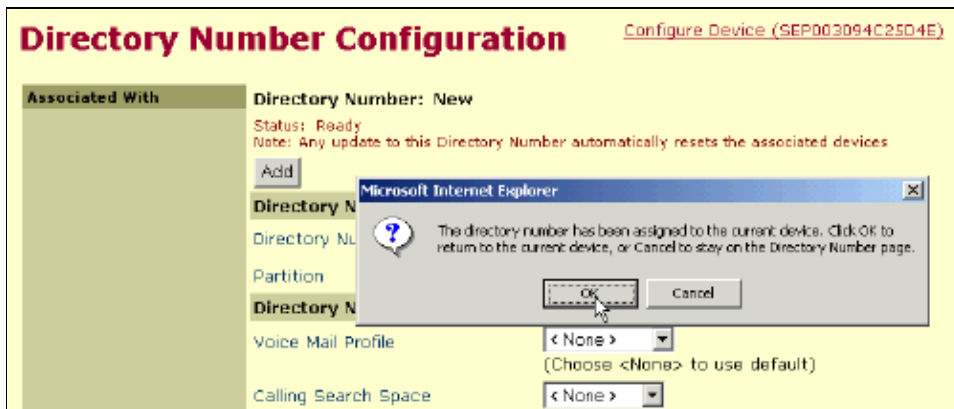 Directory Number Configuration
Configure Device (SEP003094C25D4E)
Associated With
Directory Number: New
Status: Ready
Note: Any update to this Directory Number automatically resets the associated devices
Add
Microsoft Internet Explorer
Directory N
The directory number has been assigned to the current device. Click OK to
return to the current device, or Cancel to stay on the Directory Number page.
Directory Nu
Partition
OK
Cancel
Directory N
Voice Mail Profile
< None >
(Choose <None> to use default)
Calling Search Space
< None >